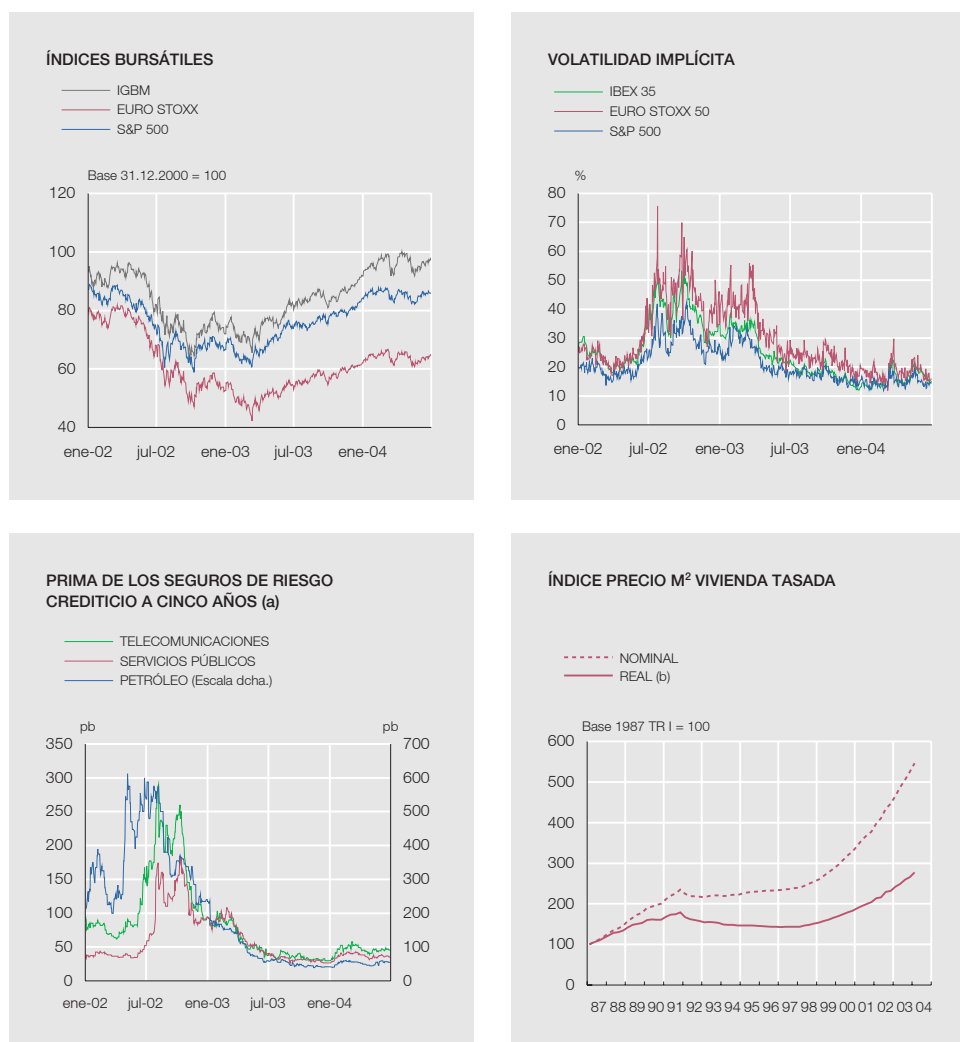 ÍNDICES BURSÁTILES
IGBM
EURO STOXX
S&P 500
Base 31.12.2000 = 100
120
100
80
60
40
ene-02 jul-02 ene-03 jul-03 ene-04
VOLATILIDAD IMPLÍCITA
IBEX 35
EURO STOXX 50
S&P 500
%
80
70
60
50
40
30
20
10
0
ene-02 jul-02 ene-03 jul-03 ene-04
PRIMA DE LOS SEGUROS DE RIESGO
CREDITICIO A CINCO AÑOS (a)
TELECOMUNICACIONES
SERVICIOS PÚBLICOS
PETRÓLEO (Escala dcha.)
pb pb
350 700
300 600
250 500
200 400
150 300
100 200
50 100
0 0
ene-02 jul-02 ene-03 jul-03 ene-04
ÍNDICE PRECIO M² VIVIENDA TASADA
NOMINAL
REAL (b)
Base 1987 TR I = 100
600
500
400
300
200
100
0
87 88 89 90 91 92 93 94 95 96 97 98 99 00 01 02 03 04